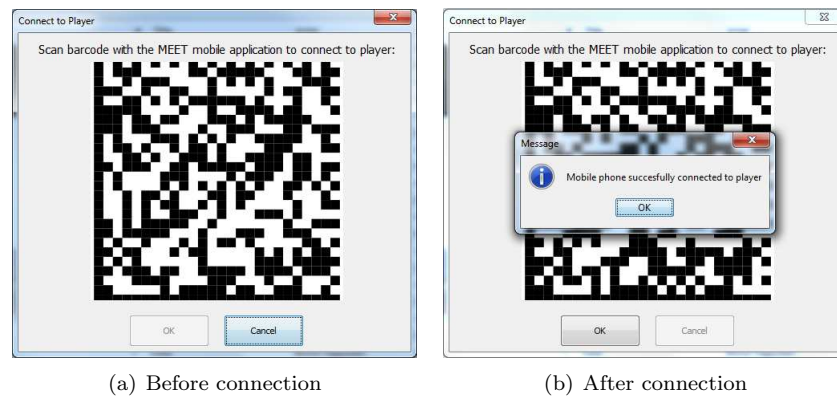 Connect to Player
Scan barcode with the MEET mobile application to connect to player:
OK
Cancel
(a) Before connection
Connect to Player
Scan barcode with the MEET mobile application to connect to player:
Message
Mobile phone succesfully connected to player
OK
OK
Cancel
(b) After connection